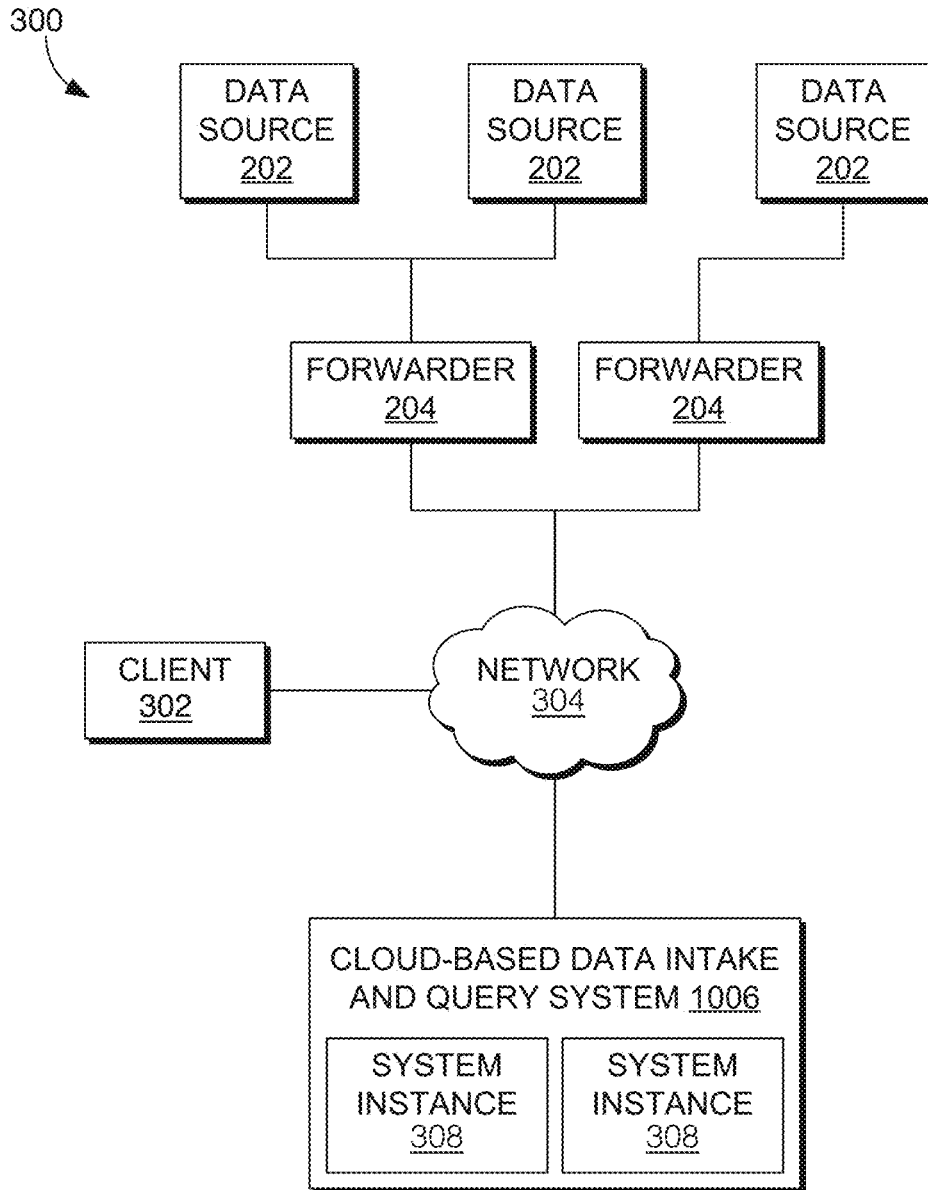 300
DATA
SOURCE
202
DATA
SOURCE
202
DATA
SOURCE
202
FORWARDER
204
FORWARDER
204
CLIENT
302
NETWORK
304
CLOUD-BASED DATA INTAKE
AND QUERY SYSTEM 1006
SYSTEM
INSTANCE
308
SYSTEM
INSTANCE
308